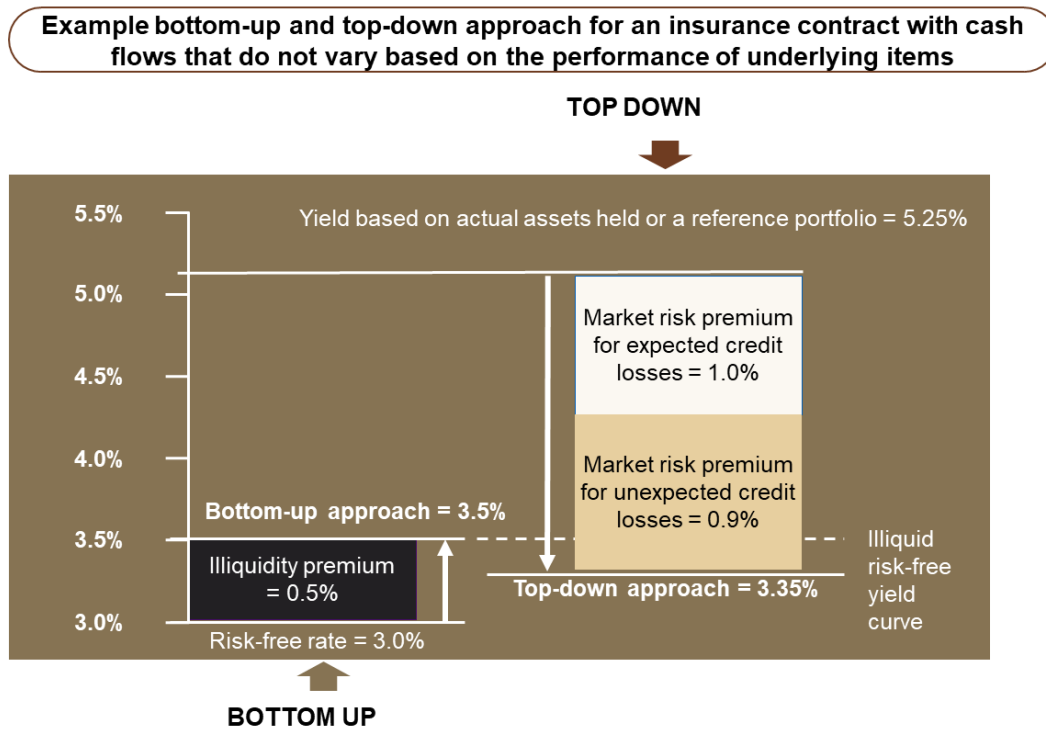 Example bottom-up and top-down approach for an insurance contract with cash
flows that do not vary based on the performance of underlying items
TOP DOWN
5.5%
Yield based on actual assets held or a reference portfolio = 5.25%
5.0%
Market risk premium
for expected credit
losses = 1.0%
4.5%
4.0%
Market risk premium
for unexpected credit
losses = 0.9%
Bottom-up approach = 3.5%
3.5%
Illiquid
risk-free
yield
curve
Illiquidity premium
= 0.5%
Top-down approach = 3.35%
3.0%
Risk-free rate = 3.0%
BOTTOM UP